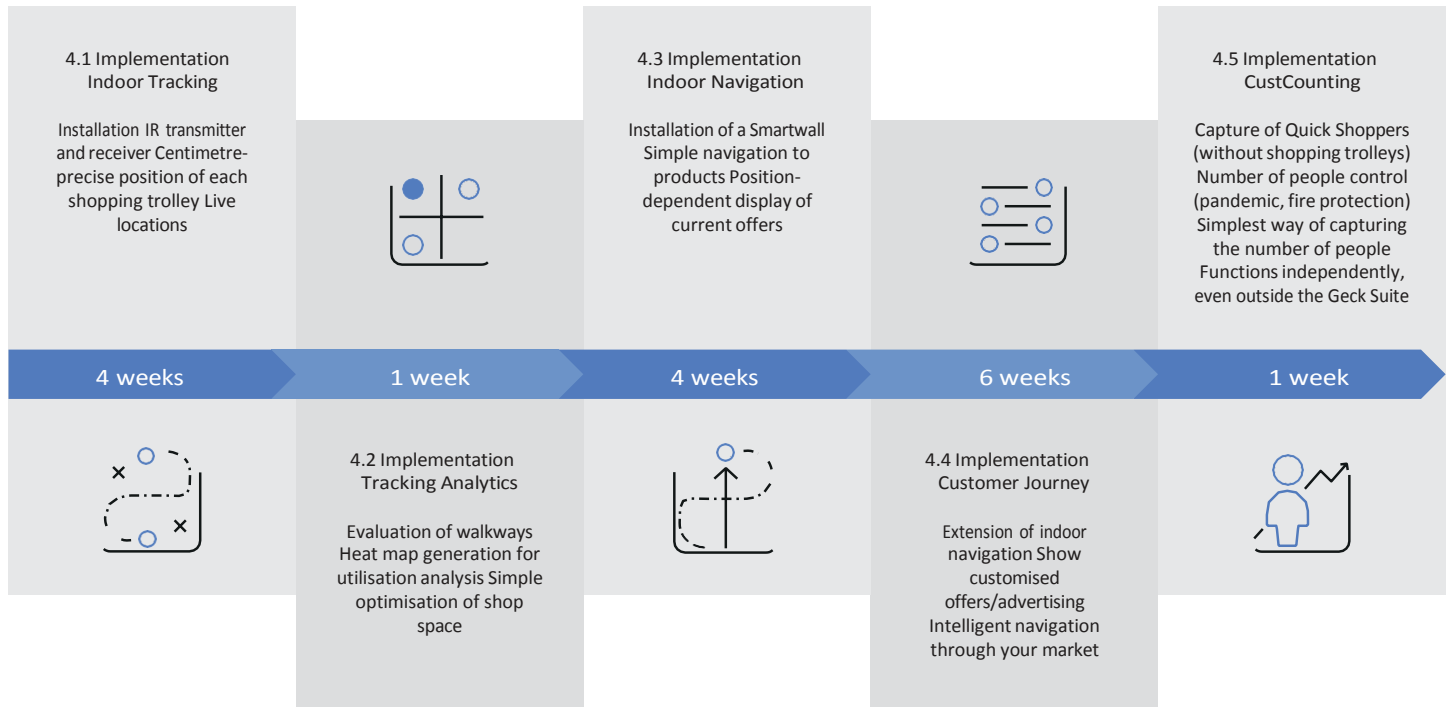 4.1 Implementation
Indoor Tracking
Installation IR transmitter
and receiver Centimetre-
precise position of each
shopping trolley Live
locations
4.3 Implementation
Indoor Navigation
Installation of a Smartwall
Simple navigation to
products Position-
dependent display of
current offers
4.5 Implementation
CustCounting
Capture of Quick Shoppers
(without shopping trolleys)
Number of people control
(pandemic, fire protection)
Simplest way of capturing
the number of people
Functions independently,
even outside the Geck Suite
4 weeks
1 week
4 weeks
6 weeks
1 week
4.2 Implementation
Tracking Analytics
Evaluation of walkways
Heat map generation for
utilisation analysis Simple
optimisation of shop
space
4.4 Implementation
Customer Journey
Extension of indoor
navigation Show
customised
offers/advertising
Intelligent navigation
through your market